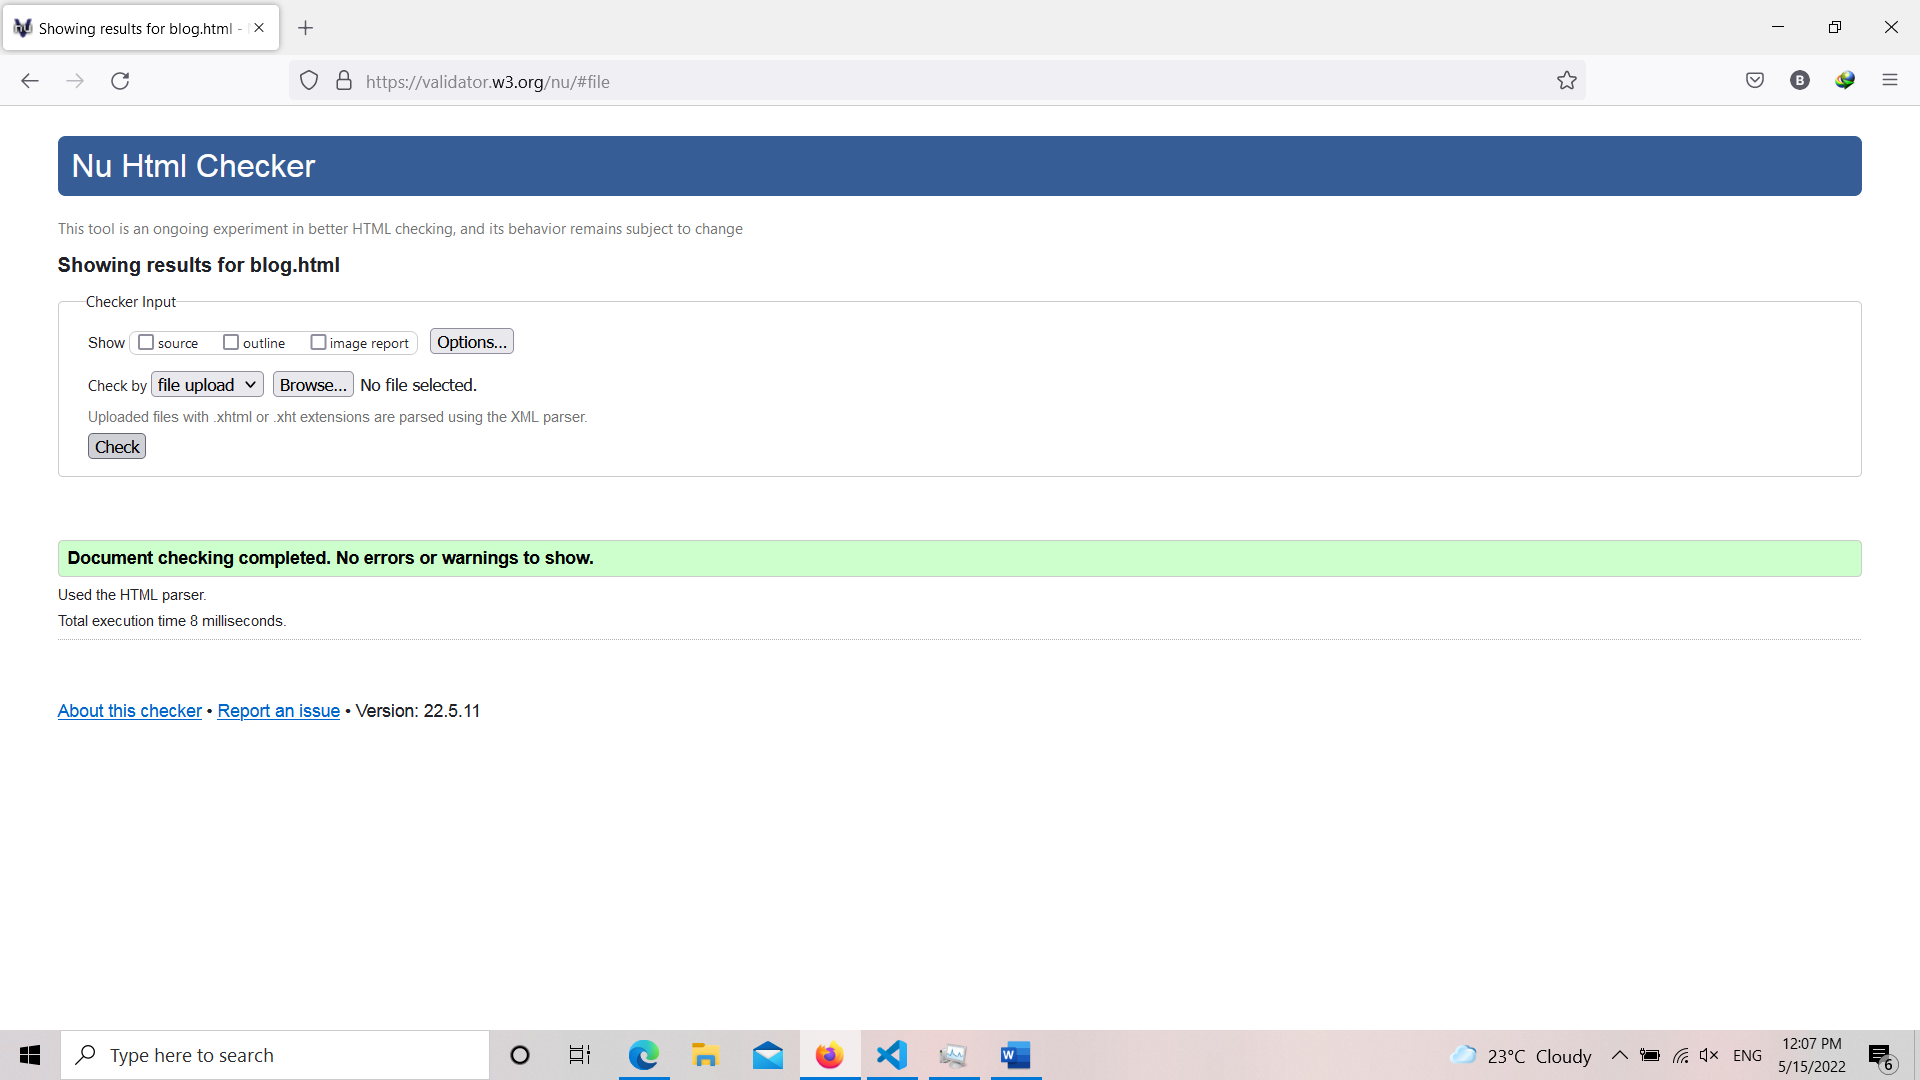 Showing results for blog.html -
https://validator.w3.org/nu/#file
B
Nu Html Checker
This tool is an ongoing experiment in better HTML checking, and its behavior remains subject to change
Showing results for blog.html
Checker Input
Show source outline image report Options...
Check by file upload Browse... No file selected.
Uploaded files with .xhtml or .xht extensions are parsed using the XML parser.
Check
Document checking completed. No errors or warnings to show.
Used the HTML parser.
Total execution time 8 milliseconds.
About this checker • Report an issue • Version: 22.5.11
Type here to search
W
23°C Cloudy
ENG
12:07 PM
5/15/2022
6